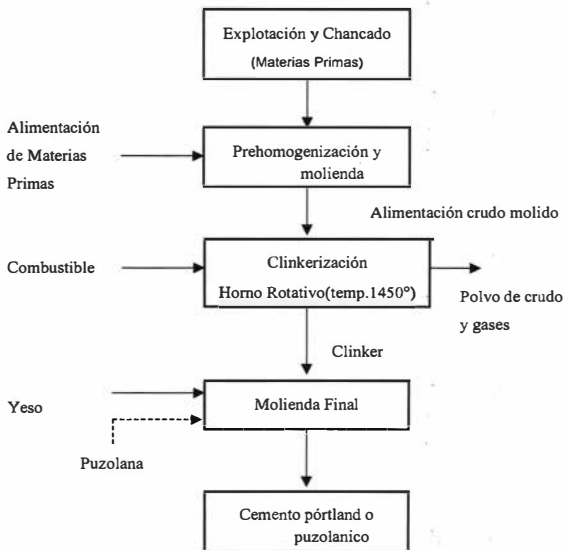 Explotación y Chancado
(Materias Primas)
Alimentación
de Materias
Primas
Prehomogenización y
molienda
Alimentación crudo molido
Combustible
Clinkerización
Horno Rotativo(temp.1450°)
Polvo de crudo
y gases
Clinker
Yeso
Molienda Final
Puzolana
Cemento pórtland o
puzolanico